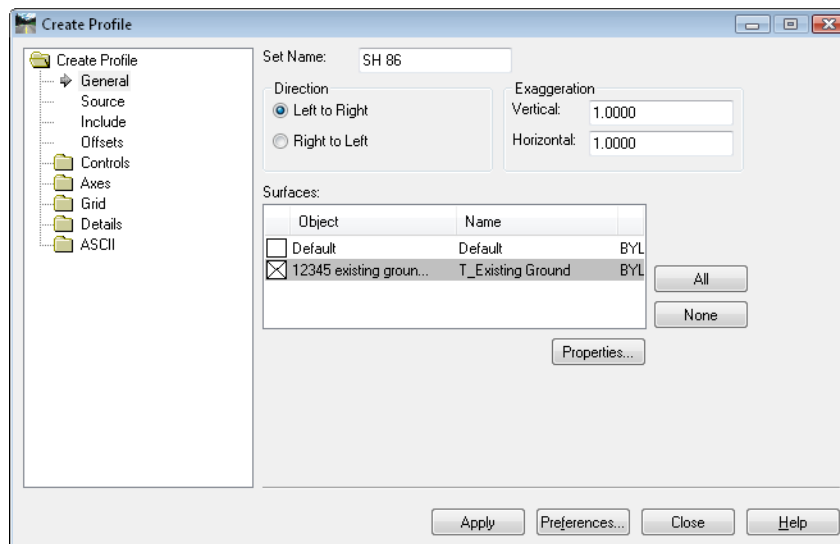 Create Profile
Create Profile
General
Source
Include
Offsets
Controls
Axes
Grid
Details
ASCII
Set Name: SH 86
Direction
Left to Right
Right to Left
Exaggeration
Vertical: 1.0000
Horizontal: 1.0000
Surfaces:
Object Name
Default Default BYL
12345 existing groun... T_Existing Ground BYL
All
None
Properties...
Apply Preferences... Close Help